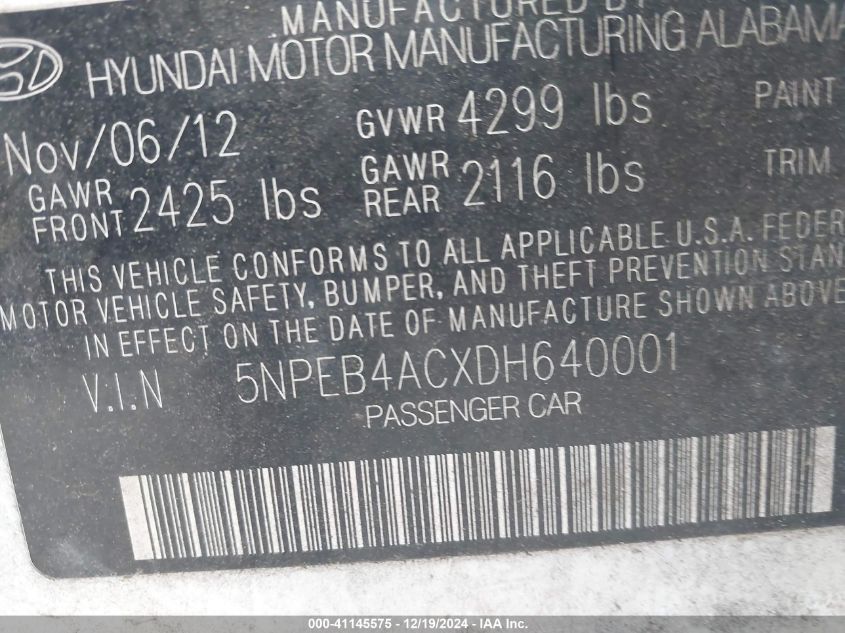 MANUFACTURED BY
HYUNDAI MOTOR MANUFACTURING ALABAMA
Nov/06/12 GVWR 4299 lbs PAINT
GAWR FRONT 2425 lbs GAWR REAR 2116 lbs TRIM
THIS VEHICLE CONFORMS TO ALL APPLICABLE U.S.A. FEDER
MOTOR VEHICLE SAFETY, BUMPER, AND THEFT PREVENTION STAN
IN EFFECT ON THE DATE OF MANUFACTURE SHOWN ABOVE
V.I.N 5NPEB4ACXDH640001
PASSENGER CAR
000-41145575 - 12/19/2024 - IAA, Inc.